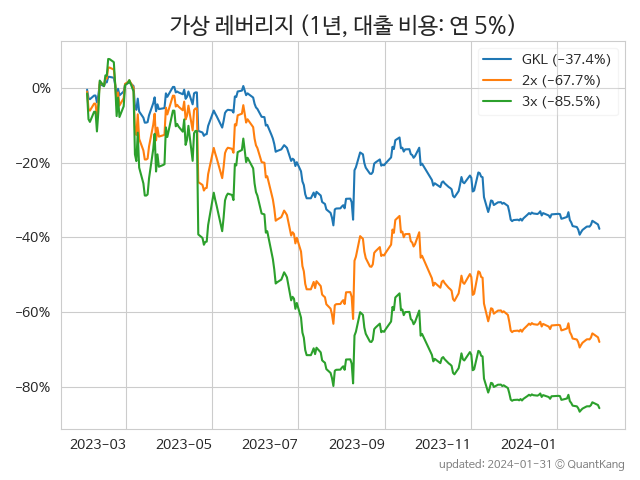 가상 레버리지 (1년, 대출 비용: 연 5%)
GKL (−37.4%)
2x (−67.7%)
3x (−85.5%)
0%
−20%
−40%
−60%
−80%
2023-03 2023-05 2023-07 2023-09 2023-11 2024-01
updated: 2024-01-31 © QuantKang